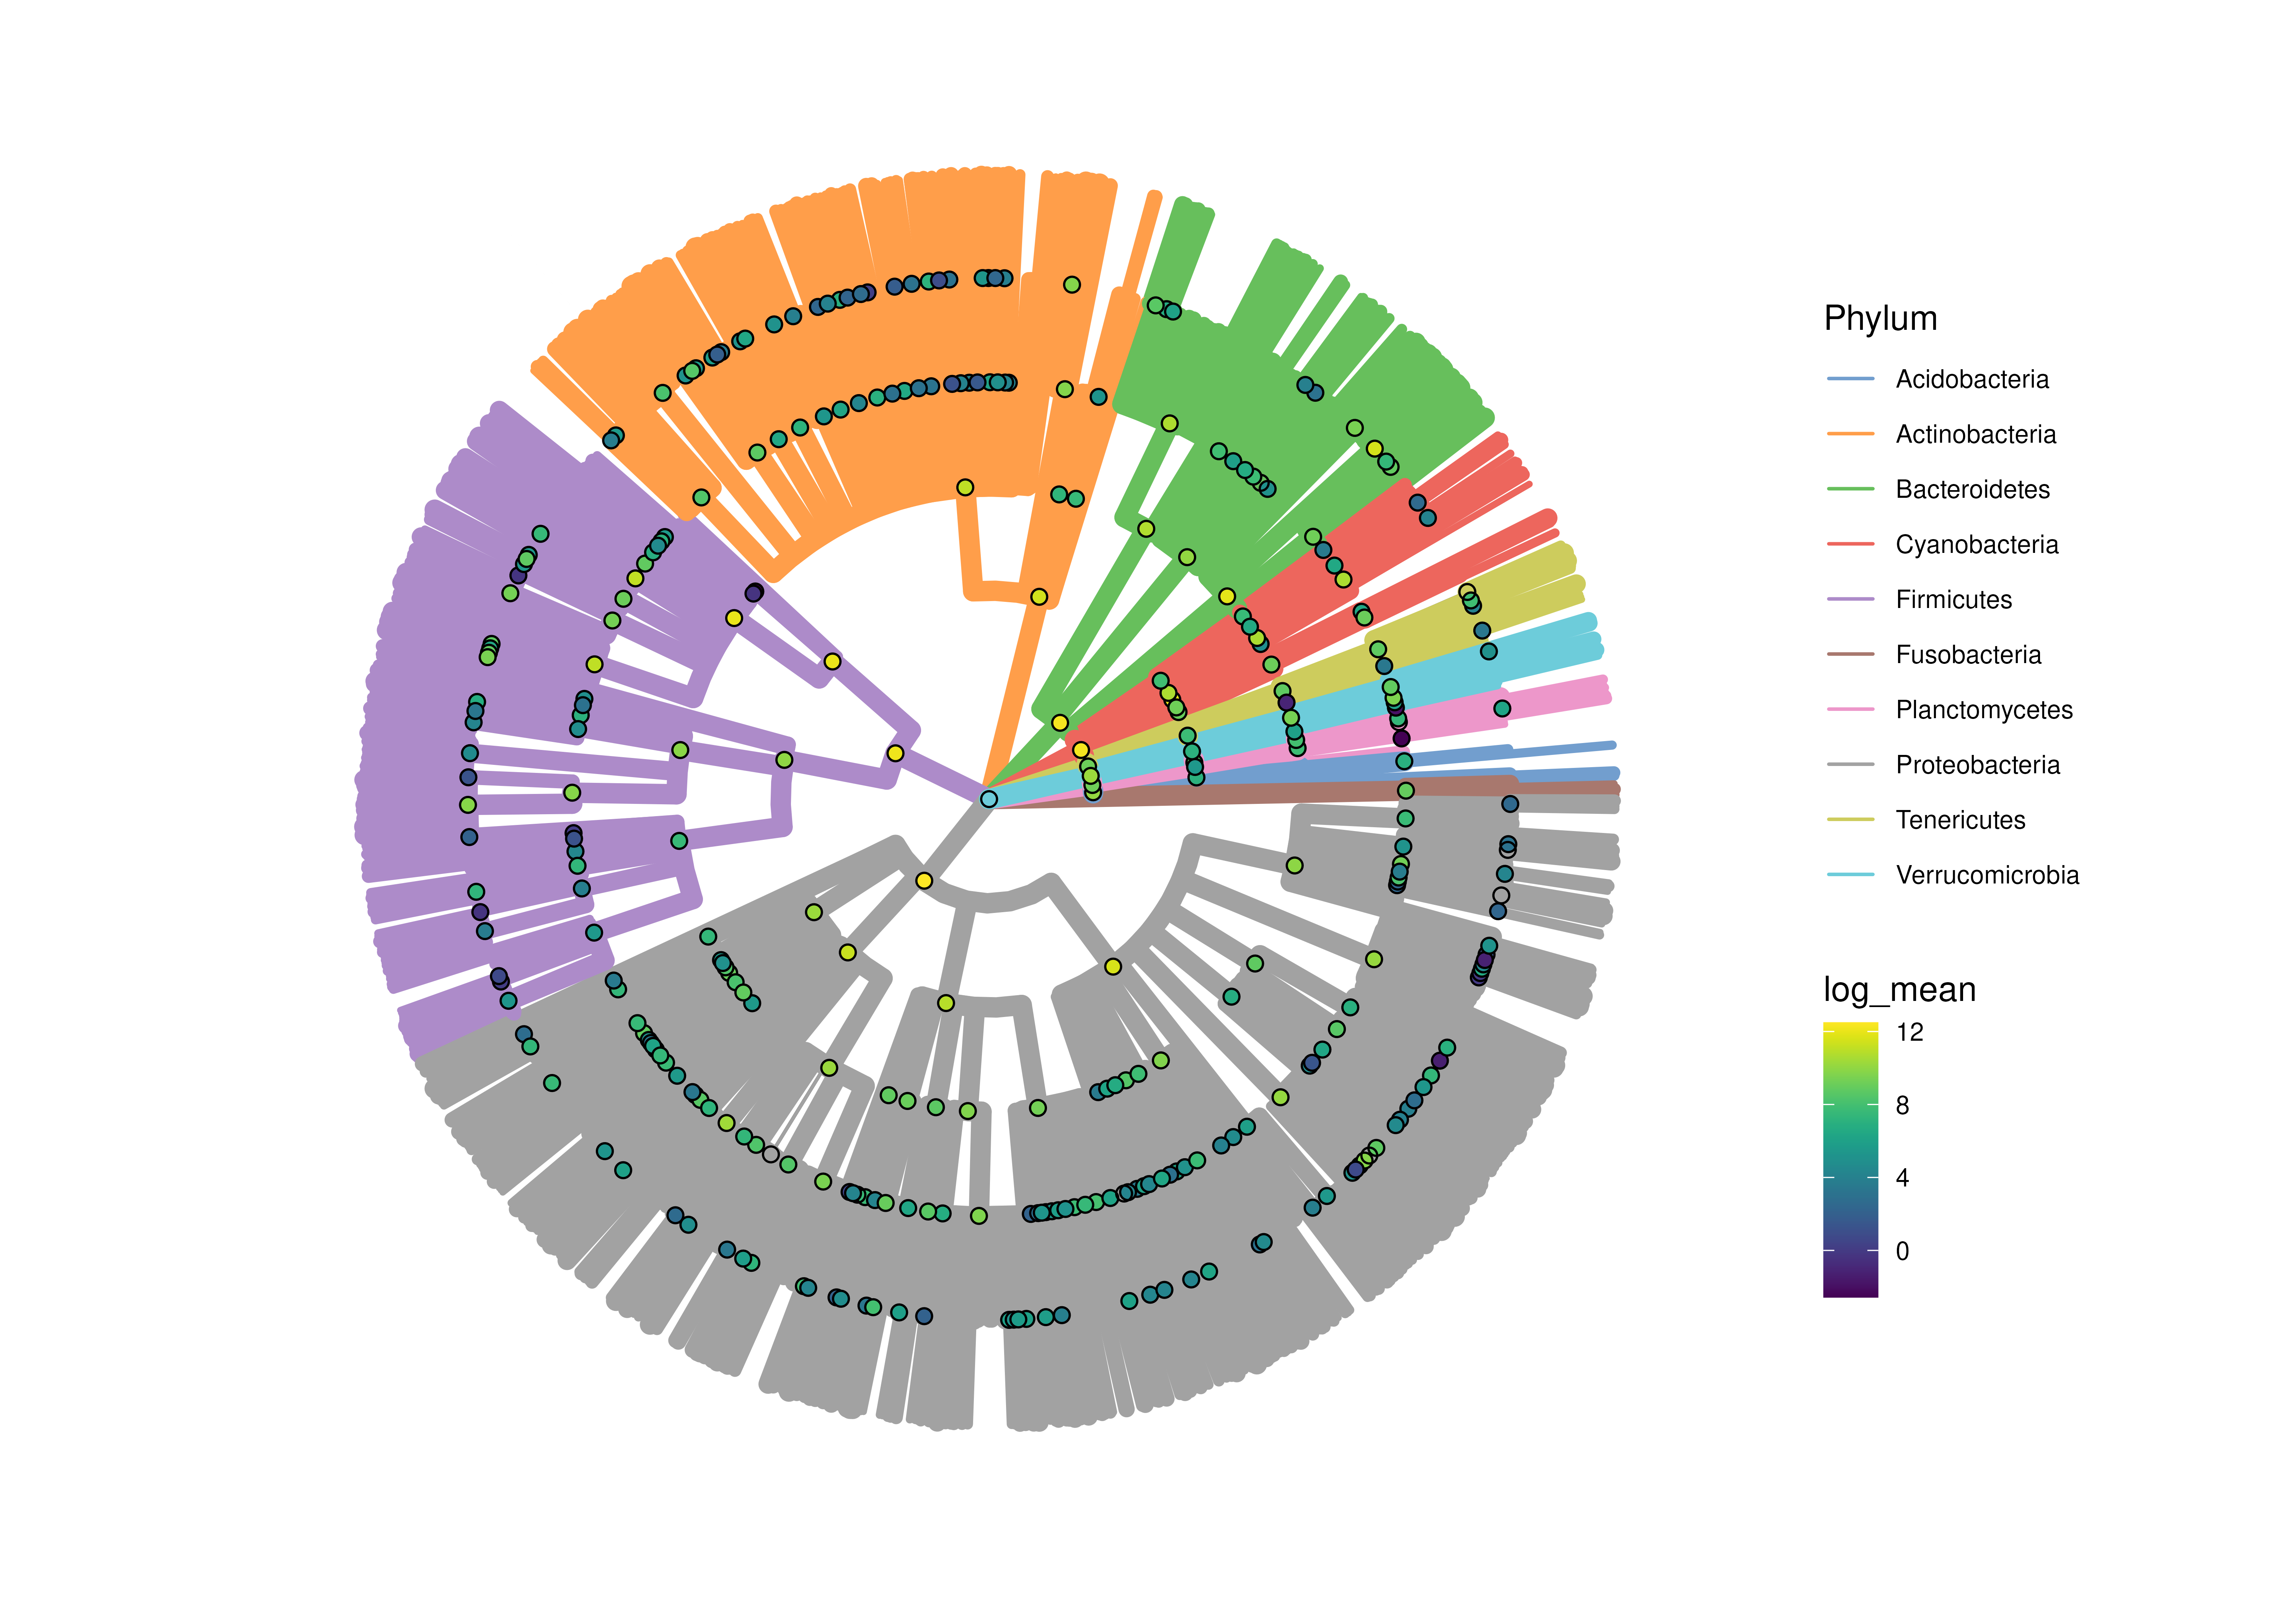 Phylum
Acidobacteria
Actinobacteria
Bacteroidetes
Cyanobacteria
Firmicutes
Fusobacteria
Planctomycetes
Proteobacteria
Tenericutes
Verrucomicrobia
log_mean
12
8
4
0